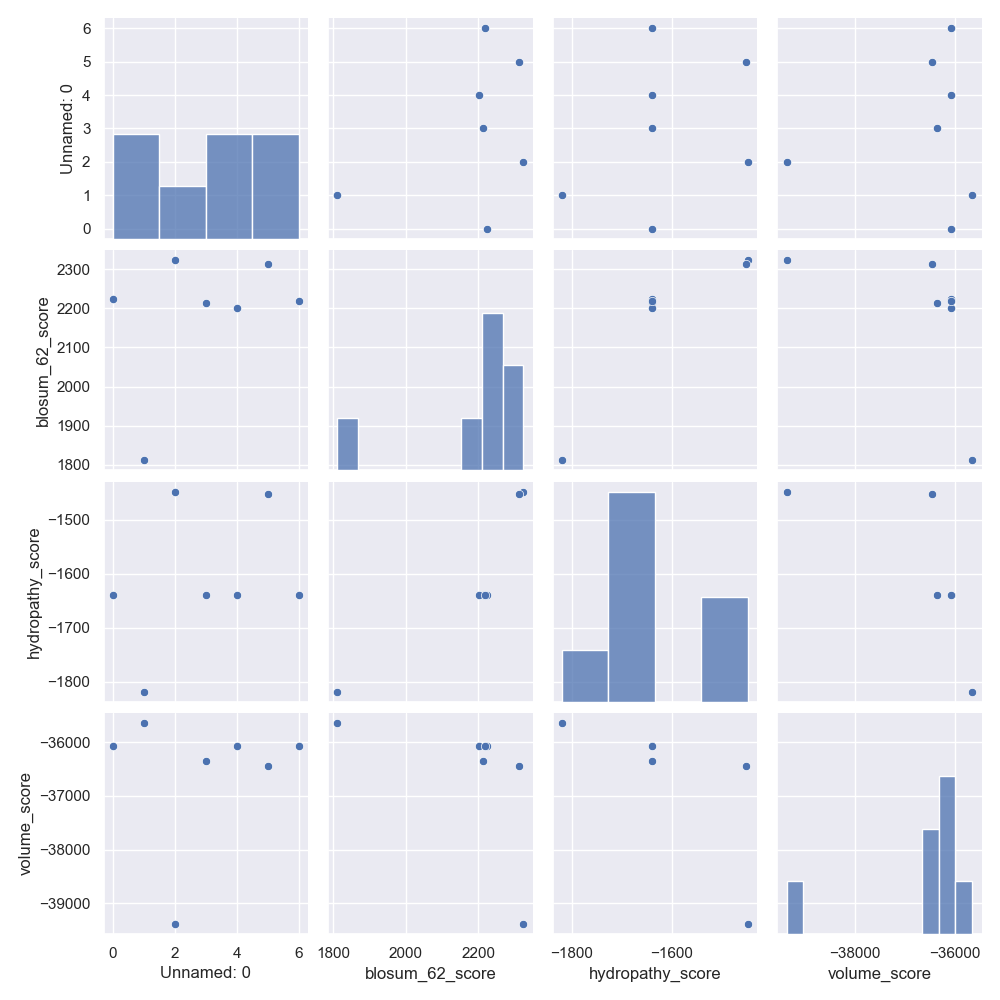 6
5
4
3
2
1
0
Unnamed: 0
2300
2200
2100
2000
1900
1800
blosum_62_score
−1500
−1600
−1700
−1800
hydropathy_score
−36000
−37000
−38000
−39000
volume_score
0 2 4 6
Unnamed: 0
1800 2000 2200
blosum_62_score
−1800 −1600
hydropathy_score
−38000 −36000
volume_score